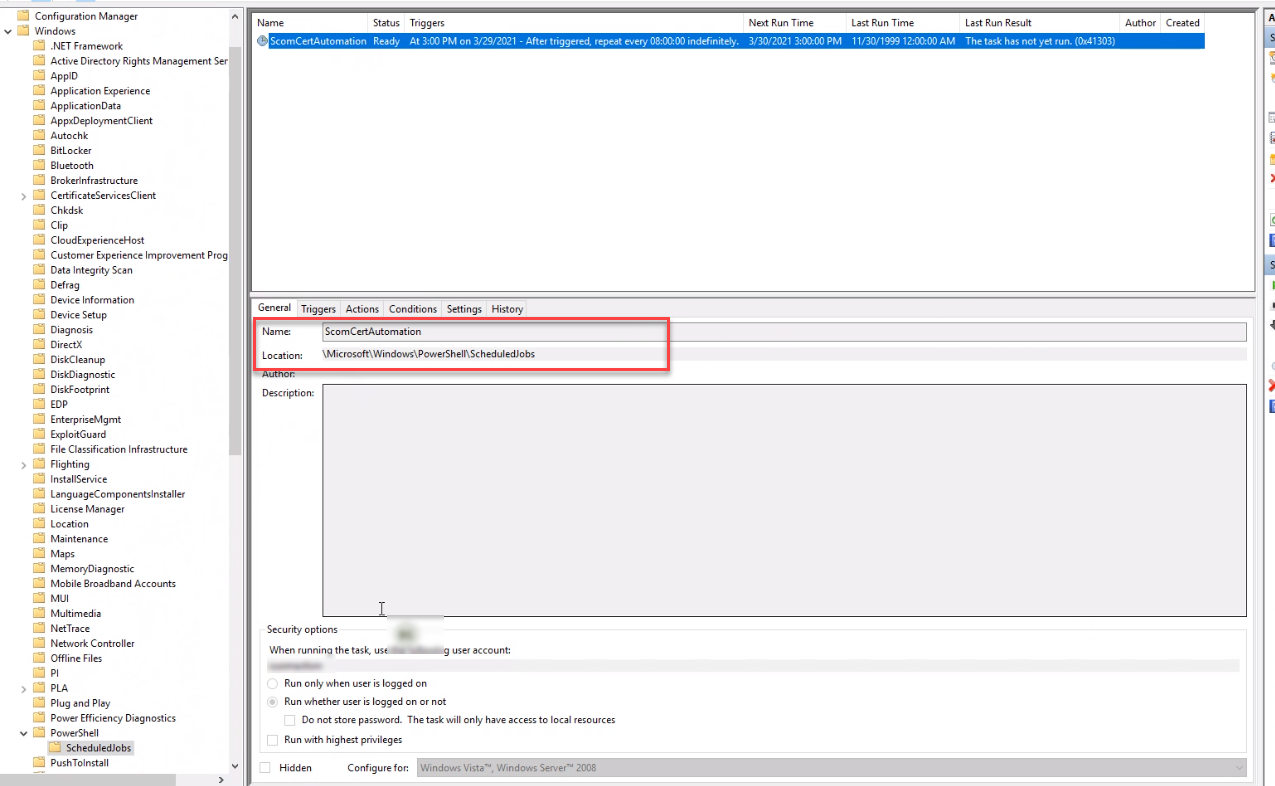 Configuration Manager
Windows
.NET Framework
Active Directory Rights Management Ser
AppID
Application Experience
ApplicationData
AppxDeploymentClient
Autochk
BitLocker
Bluetooth
BrokerInfrastructure
CertificateServicesClient
Chkdsk
Clip
CloudExperienceHost
Customer Experience Improvement Prog
Data Integrity Scan
Defrag
Device Information
Device Setup
Diagnosis
DirectX
DiskCleanup
DiskDiagnostic
DiskFootprint
EDP
EnterpriseMgmt
ExploitGuard
File Classification Infrastructure
Flighting
InstallService
LanguageComponentsInstaller
License Manager
Location
Maintenance
Maps
MemoryDiagnostic
Mobile Broadband Accounts
MUI
Multimedia
NetTrace
Network Controller
Offline Files
PI
PLA
Plug and Play
Power Efficiency Diagnostics
PowerShell
ScheduledJobs
PushToInstall
Name Status Triggers Next Run Time Last Run Time Last Run Result Author Created
ScomCertAutomation Ready At 3:00 PM on 3/29/2021 - After triggered, repeat every 08:00:00 indefinitely. 3/30/2021 3:00:00 PM 11/30/1999 12:00:00 AM The task has not yet run. (0x41303)
General Triggers Actions Conditions Settings History
Name: ScomCertAutomation
Location: \Microsoft\Windows\PowerShell\ScheduledJobs
Author:
Description:
Security options
When running the task, use g user account:
Run only when user is logged on
Run whether user is logged on or not
Do not store password. The task will only have access to local resources
Run with highest privileges
Hidden Configure for: Windows Vista™, Windows Server™ 2008